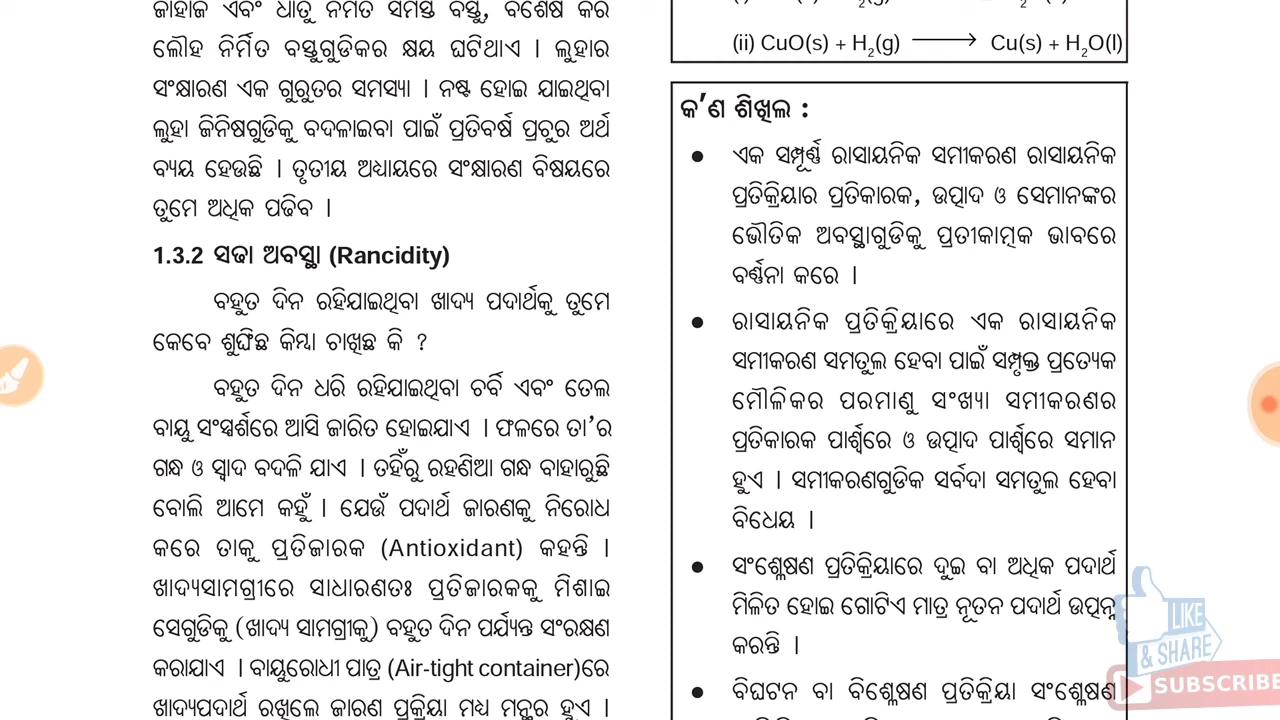 ଜାହାଜ ଏବଂ ଧାତୁ ନିର୍ମିତ ସମସ୍ତ ବସ୍ତୁ, ବିଶେଷ କରି
ଲୌହ ନିର୍ମିତ ବସ୍ତୁଗୁଡିକର କ୍ଷୟ ଘଟିଥାଏ । ଲୁହାର
ସଂକ୍ଷାରଣ ଏକ ଗୁରୁତର ସମସ୍ୟା । ନଷ୍ଟ ହୋଇ ଯାଇଥିବା
ଲୁହା ଜିନିଷଗୁଡିକୁ ବଦଳାଇବା ପାଇଁ ପ୍ରତିବର୍ଷ ପ୍ରଚୁର ଅର୍ଥ
ବ୍ୟୟ ହେଉଛି । ତୃତୀୟ ଅଧ୍ୟାୟରେ ସଂକ୍ଷାରଣ ବିଷୟରେ
ତୁମେ ଅଧିକ ପଢିବ ।
1.3.2 ସଢା ଅବସ୍ଥା (Rancidity)
ବହୁତ ଦିନ ରହିଯାଇଥିବା ଖାଦ୍ୟ ପଦାର୍ଥକୁ ତୁମେ
କେବେ ଶୁଙ୍ଘିଛ କିମ୍ବା ଚାଖିଛ କି ?
ବହୁତ ଦିନ ଧରି ରହିଯାଇଥିବା ଚର୍ବି ଏବଂ ତେଲ
ବାୟୁ ସଂସ୍ପର୍ଶରେ ଆସି ଜାରିତ ହୋଇଯାଏ । ଫଳରେ ତା'ର
ଗନ୍ଧ ଓ ସ୍ୱାଦ ବଦଳି ଯାଏ । ତହିଁରୁ ରହଣିଆ ଗନ୍ଧ ବାହାରୁଛି
ବୋଲି ଆମେ କହୁଁ । ଯେଉଁ ପଦାର୍ଥ ଜାରଣକୁ ନିରୋଧ
କରେ ତାକୁ ପ୍ରତିଜାରକ (Antioxidant) କହନ୍ତି ।
ଖାଦ୍ୟସାମଗ୍ରୀରେ ସାଧାରଣତଃ ପ୍ରତିଜାରକକୁ ମିଶାଇ
ସେଗୁଡିକୁ (ଖାଦ୍ୟ ସାମଗ୍ରୀକୁ) ବହୁତ ଦିନ ପର୍ଯ୍ୟନ୍ତ ସଂରକ୍ଷଣ
କରାଯାଏ । ବାୟୁରୋଧୀ ପାତ୍ର (Air-tight container)ରେ
ଖାଦ୍ୟପଦାର୍ଥ ରଖିଲେ ଜାରଣ ପ୍ରକ୍ରିୟା ମଧ୍ୟ ମନ୍ଥର ହୁଏ ।
(ii) CuO(s) + H₂(g) ⟶ Cu(s) + H₂O(l)
କ'ଣ ଶିଖିଲ :
● ଏକ ସମ୍ପୂର୍ଣ୍ଣ ରାସାୟନିକ ସମୀକରଣ ରାସାୟନିକ
ପ୍ରତିକ୍ରିୟାର ପ୍ରତିକାରକ, ଉତ୍ପାଦ ଓ ସେମାନଙ୍କର
ଭୌତିକ ଅବସ୍ଥାଗୁଡିକୁ ପ୍ରତୀକାତ୍ମକ ଭାବରେ
ବର୍ଣ୍ଣନା କରେ ।
● ରାସାୟନିକ ପ୍ରତିକ୍ରିୟାରେ ଏକ ରାସାୟନିକ
ସମୀକରଣ ସମତୁଲ ହେବା ପାଇଁ ସମ୍ପୃକ୍ତ ପ୍ରତ୍ୟେକ
ମୌଳିକର ପରମାଣୁ ସଂଖ୍ୟା ସମୀକରଣର
ପ୍ରତିକାରକ ପାର୍ଶ୍ୱରେ ଓ ଉତ୍ପାଦ ପାର୍ଶ୍ୱରେ ସମାନ
ହୁଏ । ସମୀକରଣଗୁଡିକ ସର୍ବଦା ସମତୁଲ ହେବା
ବିଧେୟ ।
● ସଂଶ୍ଳେଷଣ ପ୍ରତିକ୍ରିୟାରେ ଦୁଇ ବା ଅଧିକ ପଦାର୍ଥ
ମିଳିତ ହୋଇ ଗୋଟିଏ ମାତ୍ର ନୂତନ ପଦାର୍ଥ ଉତ୍ପନ୍ନ
କରନ୍ତି ।
● ବିଘଟନ ବା ବିଶ୍ଳେଷଣ ପ୍ରତିକ୍ରିୟା ସଂଶ୍ଳେଷଣ
LIKE
& SHARE
SUBSCRIBE